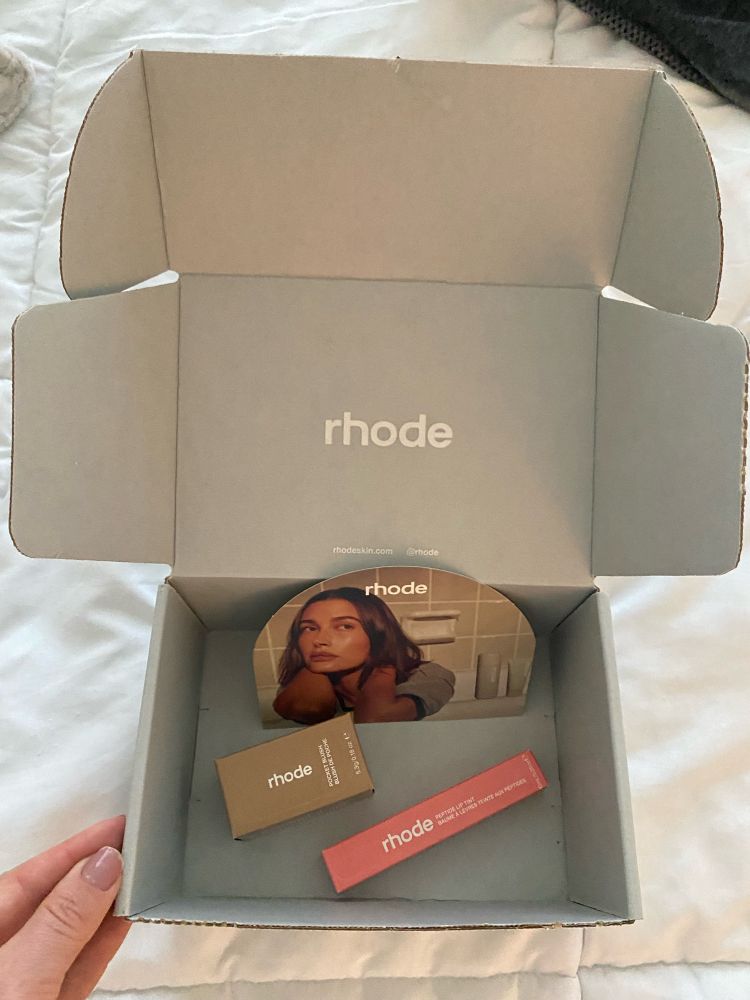 rhode
rhodeskin.com @rhode
rhode
rhode
POCKET BLUSH
BLUSH DE POCHE
rhode
PEPTIDE LIP TINT
BAUME À LÈVRES TEINTÉ AUX PEPTIDES